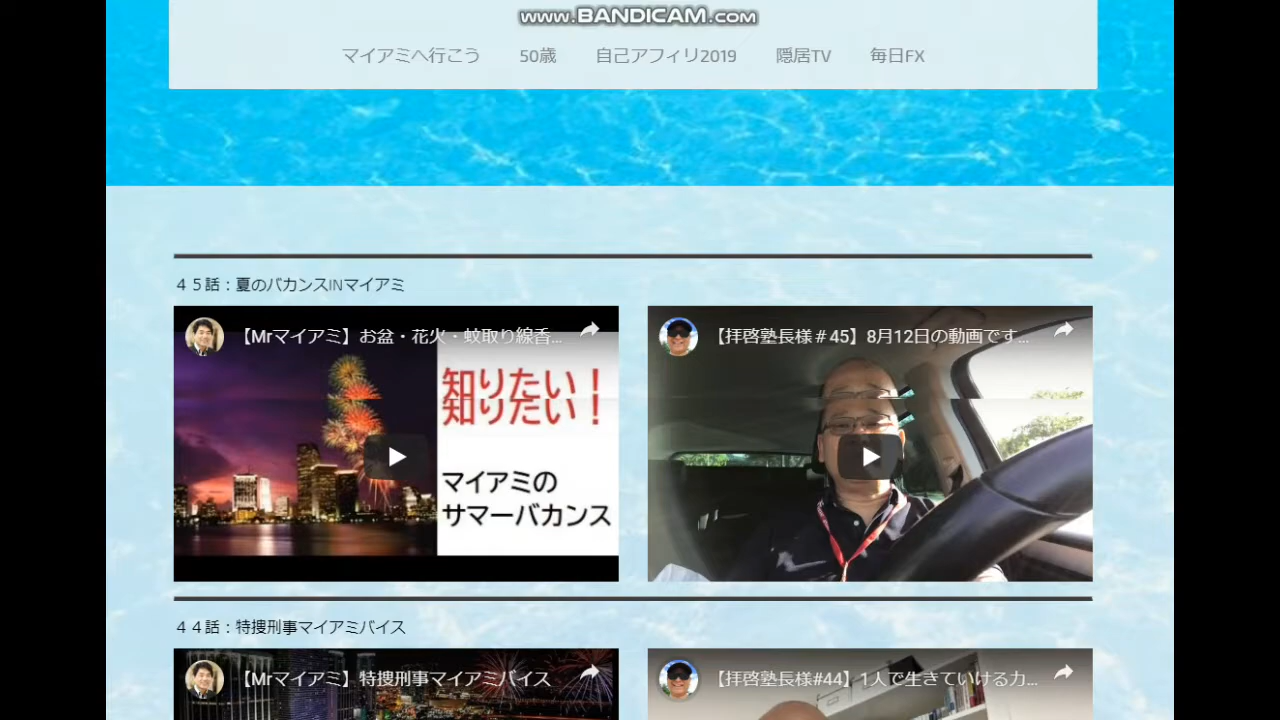 www.BANDICAM.com
マイアミへ行こう 50歳 自己アフィリ2019 隠居TV 毎日FX
４５話：夏のバカンスINマイアミ
【Mrマイアミ】お盆・花火・蚊取り線香...
知りたい！
知りたい！
マイアミの
サマーバカンス
【拝啓塾長様＃45】8月12日の動画です...
４４話：特捜刑事マイアミバイス
【Mrマイアミ】特捜刑事マイアミバイス
【拝啓塾長様#44】1人で生きていける力...